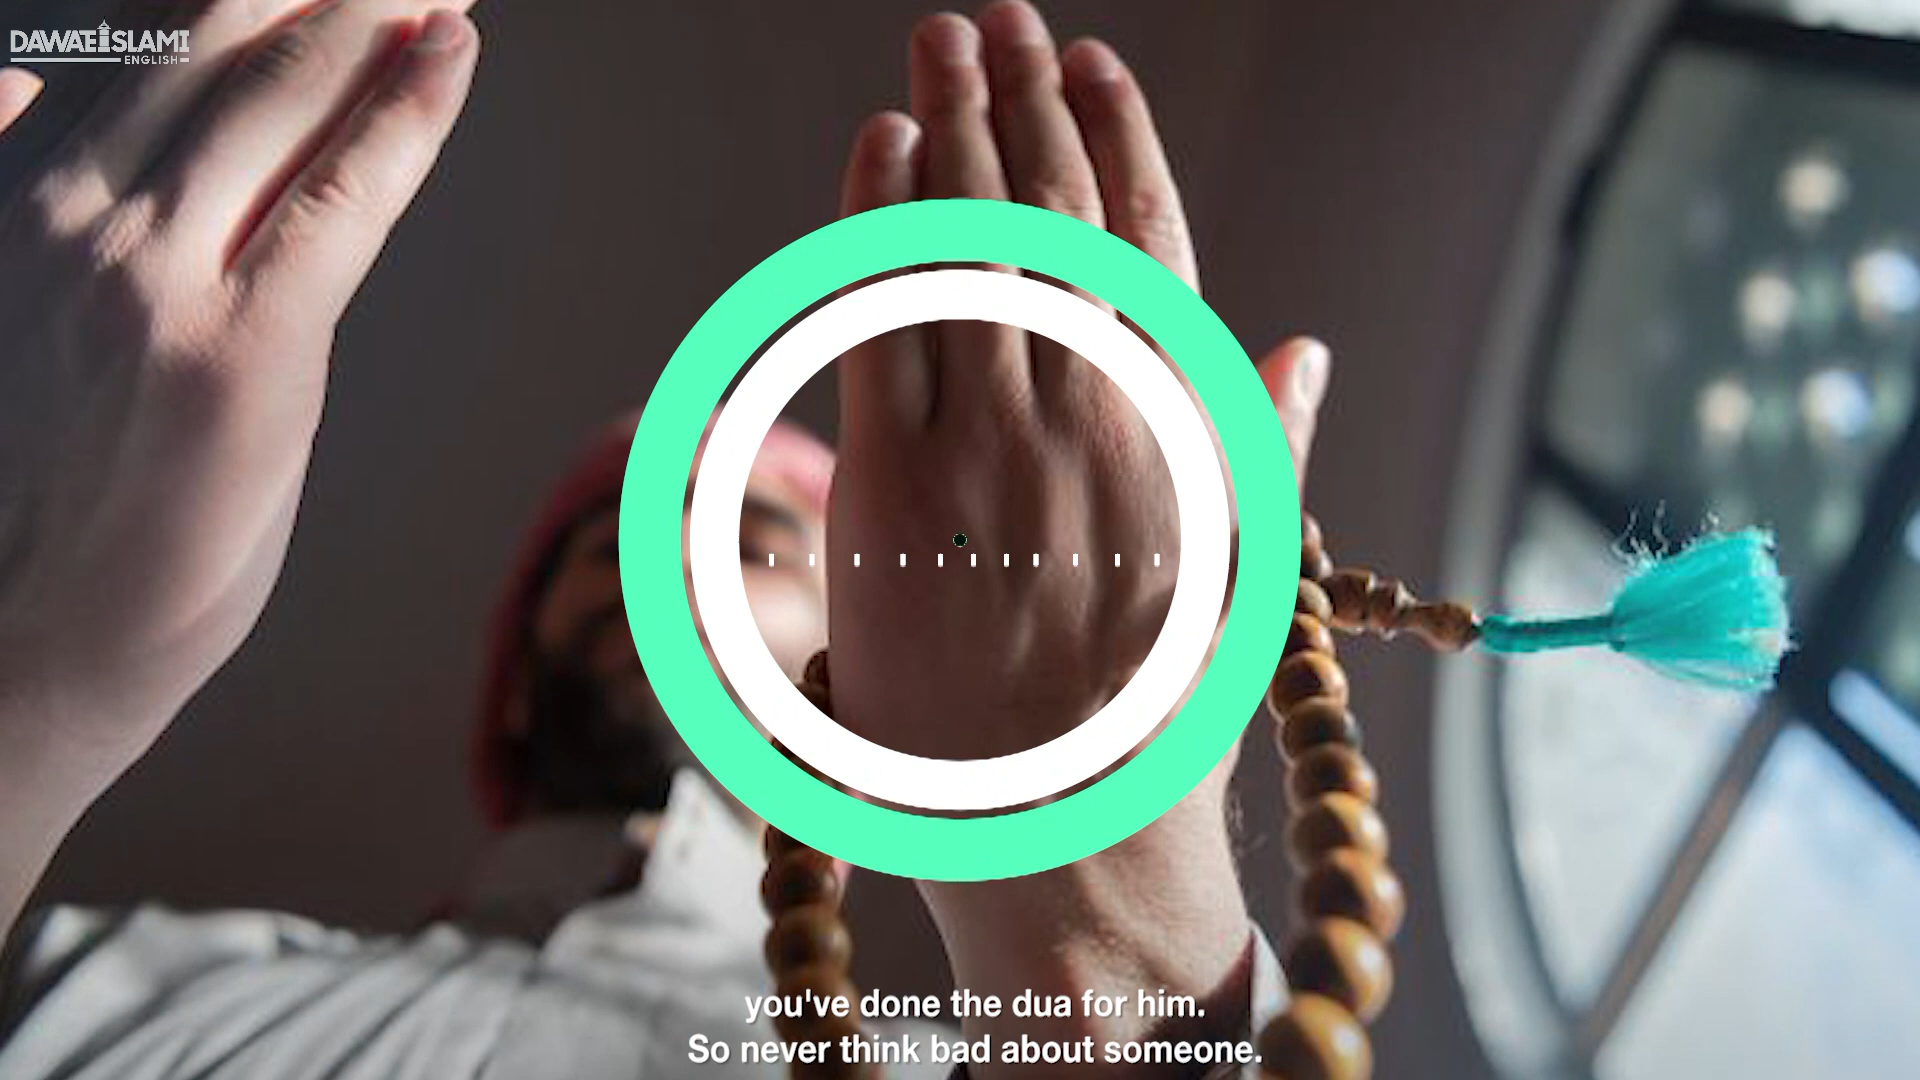 DAWATEISLAMI
ENGLISH
you've done the dua for him.
So never think bad about someone.